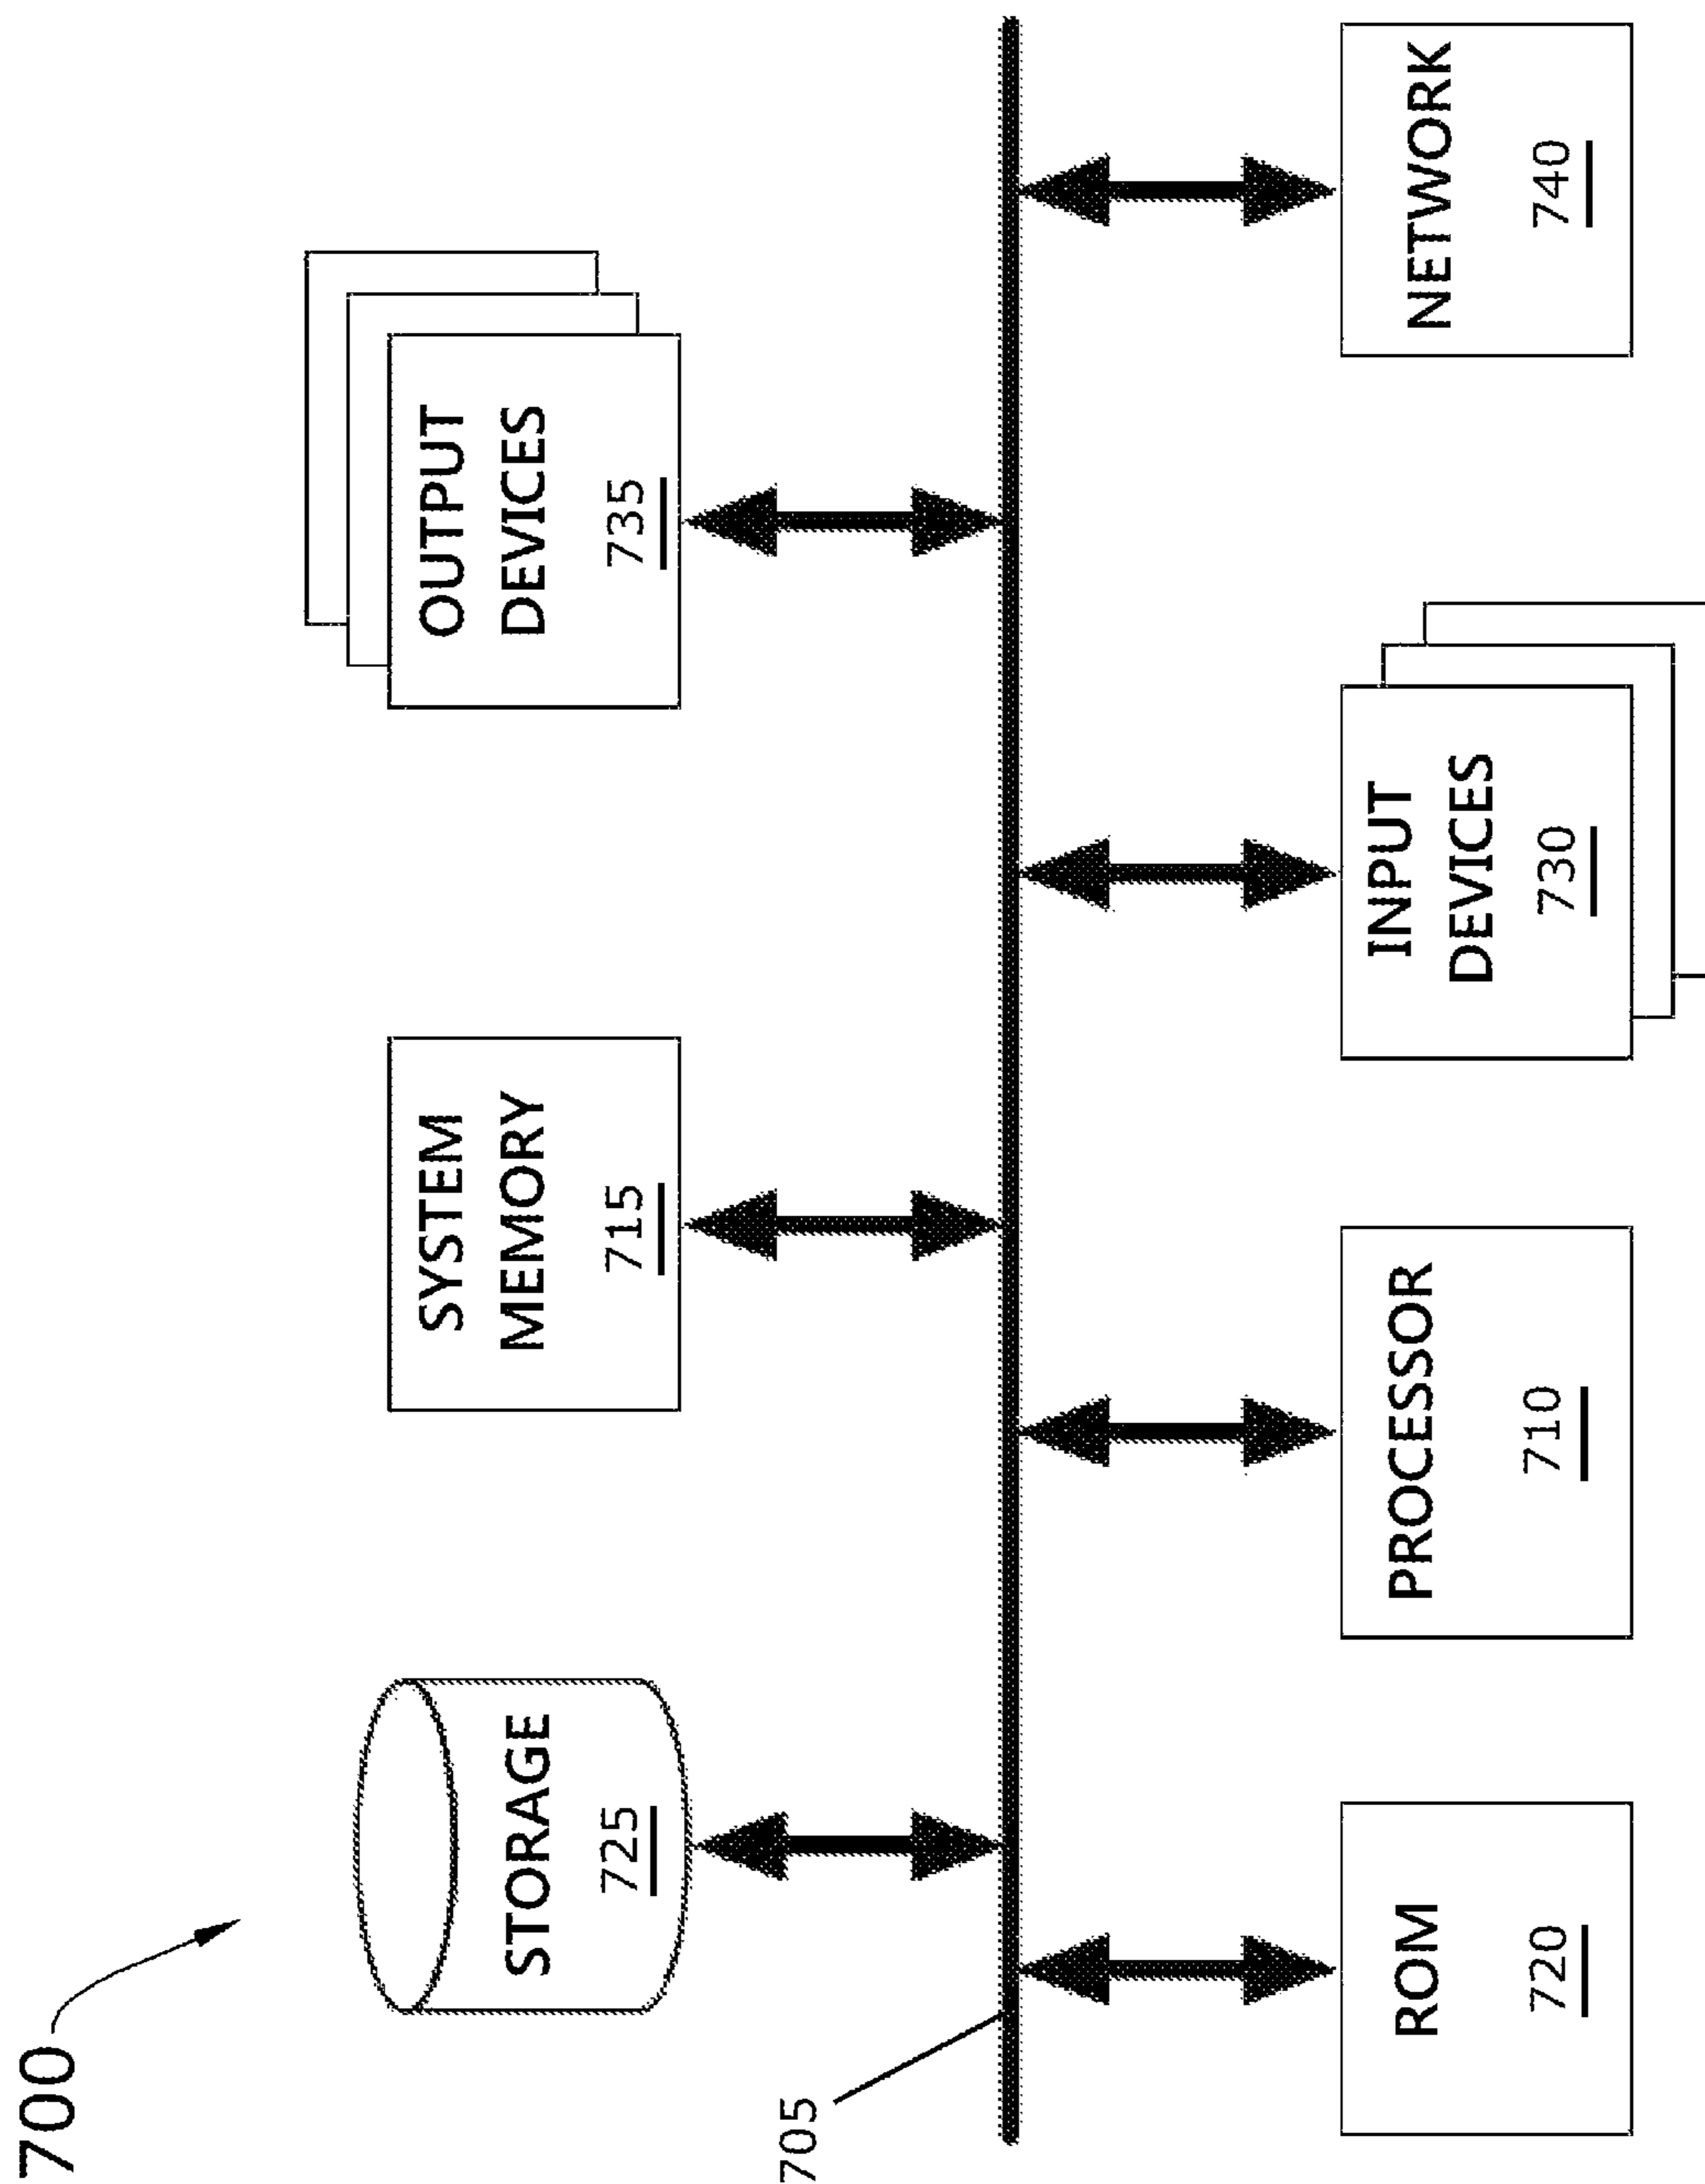 700
STORAGE
725
SYSTEM
MEMORY
715
OUTPUT
DEVICES
735
705
ROM
720
PROCESSOR
710
INPUT
DEVICES
730
NETWORK
740